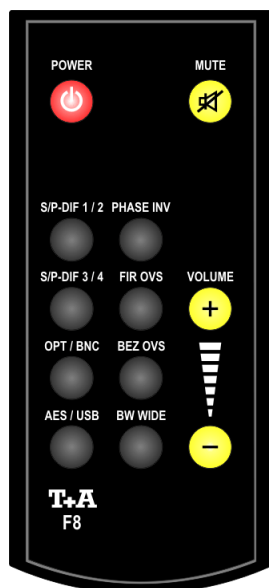 POWER MUTE
S/P-DIF 1 / 2 PHASE INV
S/P-DIF 3 / 4 FIR OVS VOLUME
+
OPT / BNC BEZ OVS
AES / USB BW WIDE
−
T+A
F8